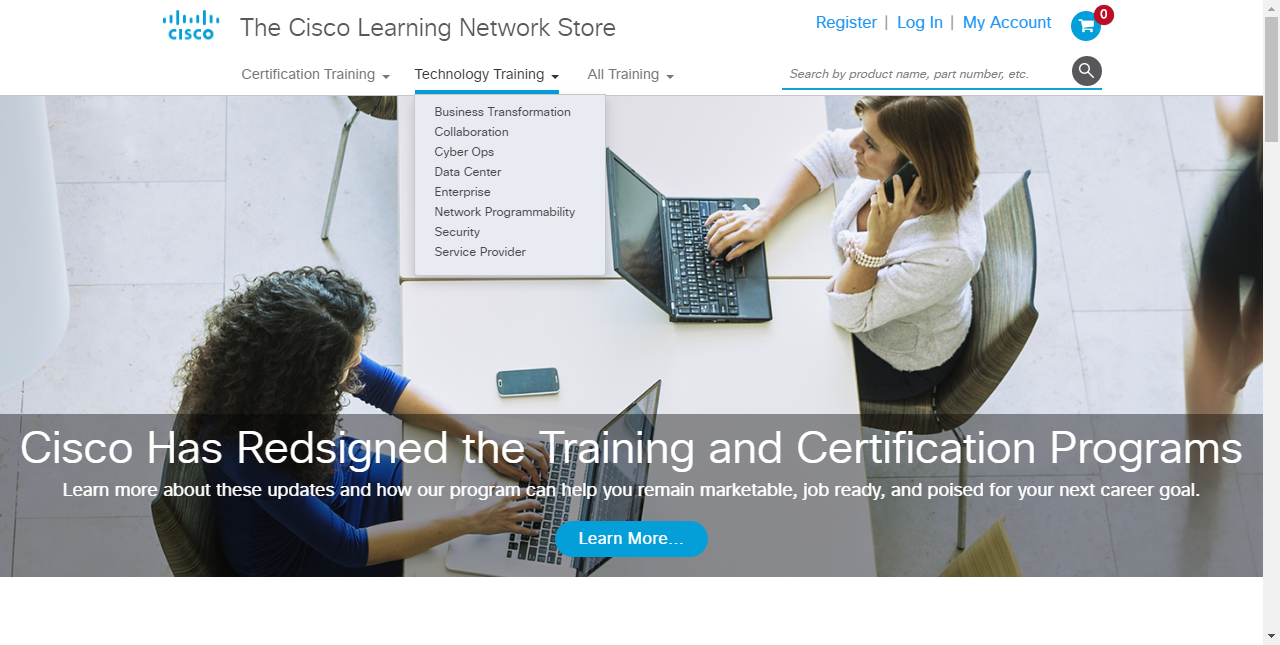 CISCO
The Cisco Learning Network Store
Register | Log In | My Account
0
Certification Training
Technology Training
All Training
Search by product name, part number, etc.
Business Transformation
Collaboration
Cyber Ops
Data Center
Enterprise
Network Programmability
Security
Service Provider
Cisco Has Redsigned the Training and Certification Programs
Learn more about these updates and how our program can help you remain marketable, job ready, and poised for your next career goal.
Learn More...